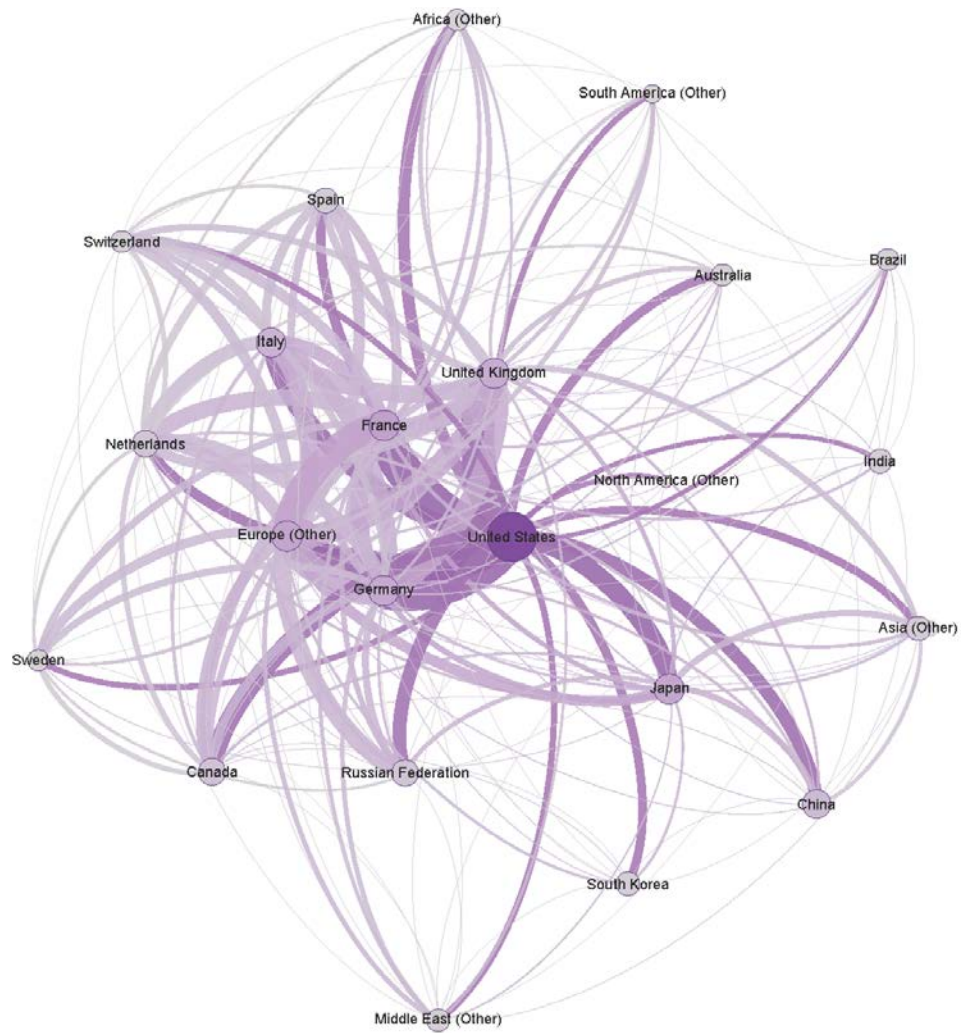 Africa (Other)
South America (Other)
Spain
Switzerland
Brazil
Australia
Italy
United Kingdom
France
Netherlands
India
North America (Other)
Europe (Other)
United States
Germany
Asia (Other)
Sweden
Japan
Canada
Russian Federation
China
South Korea
Middle East (Other)